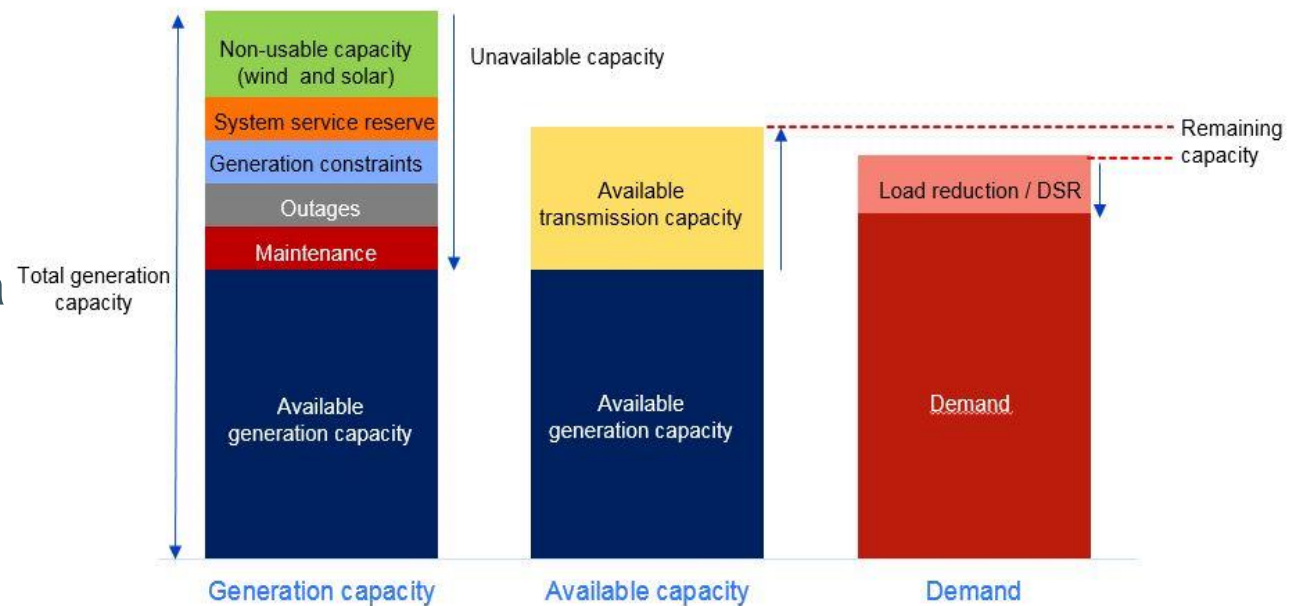 Non-usable capacity
(wind and solar)
Unavailable capacity
System service reserve
Generation constraints
Outages
Maintenance
Total generation
capacity
Available
generation capacity
Available
transmission capacity
Available
generation capacity
Remaining
capacity
Load reduction / DSR
Demand
Generation capacity
Available capacity
Demand